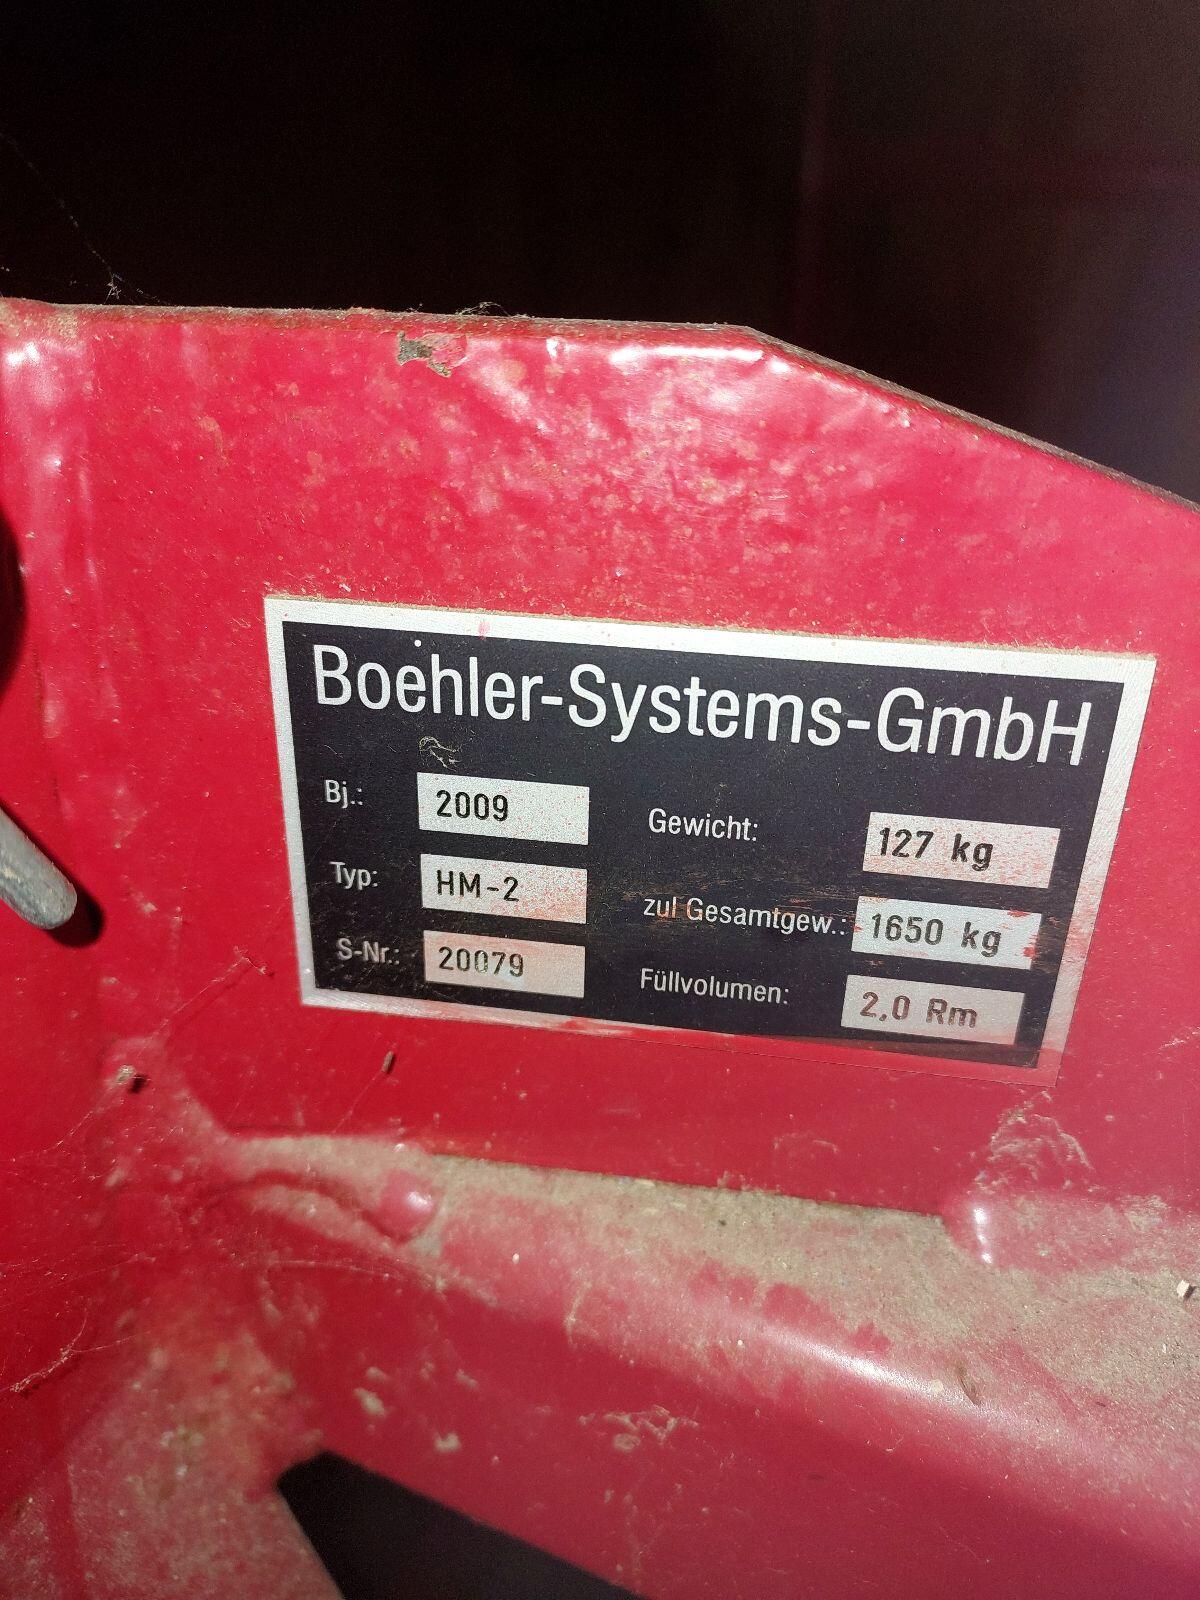 Boehler-Systems-GmbH
Bj.: 2009
Gewicht: 127 kg
Typ: HM-2
zul Gesamtgew.: 1650 kg
S-Nr.: 20079
Füllvolumen: 2,0 Rm